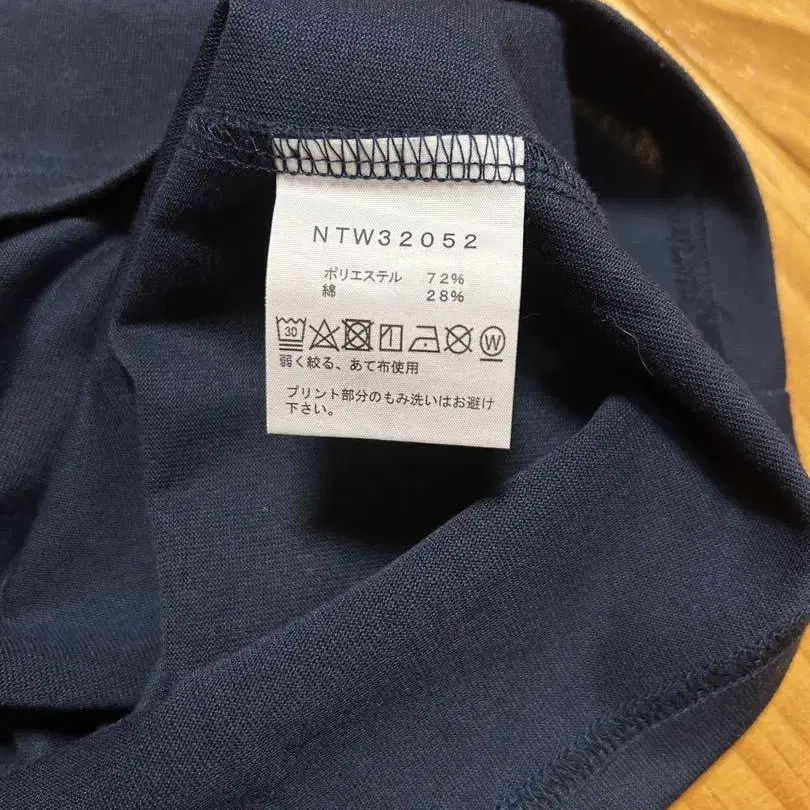 NTW32052
ポリエステル 72%
綿 28%
30 W
弱く絞る、あて布使用
プリント部分のもみ洗いはお避け
下さい。